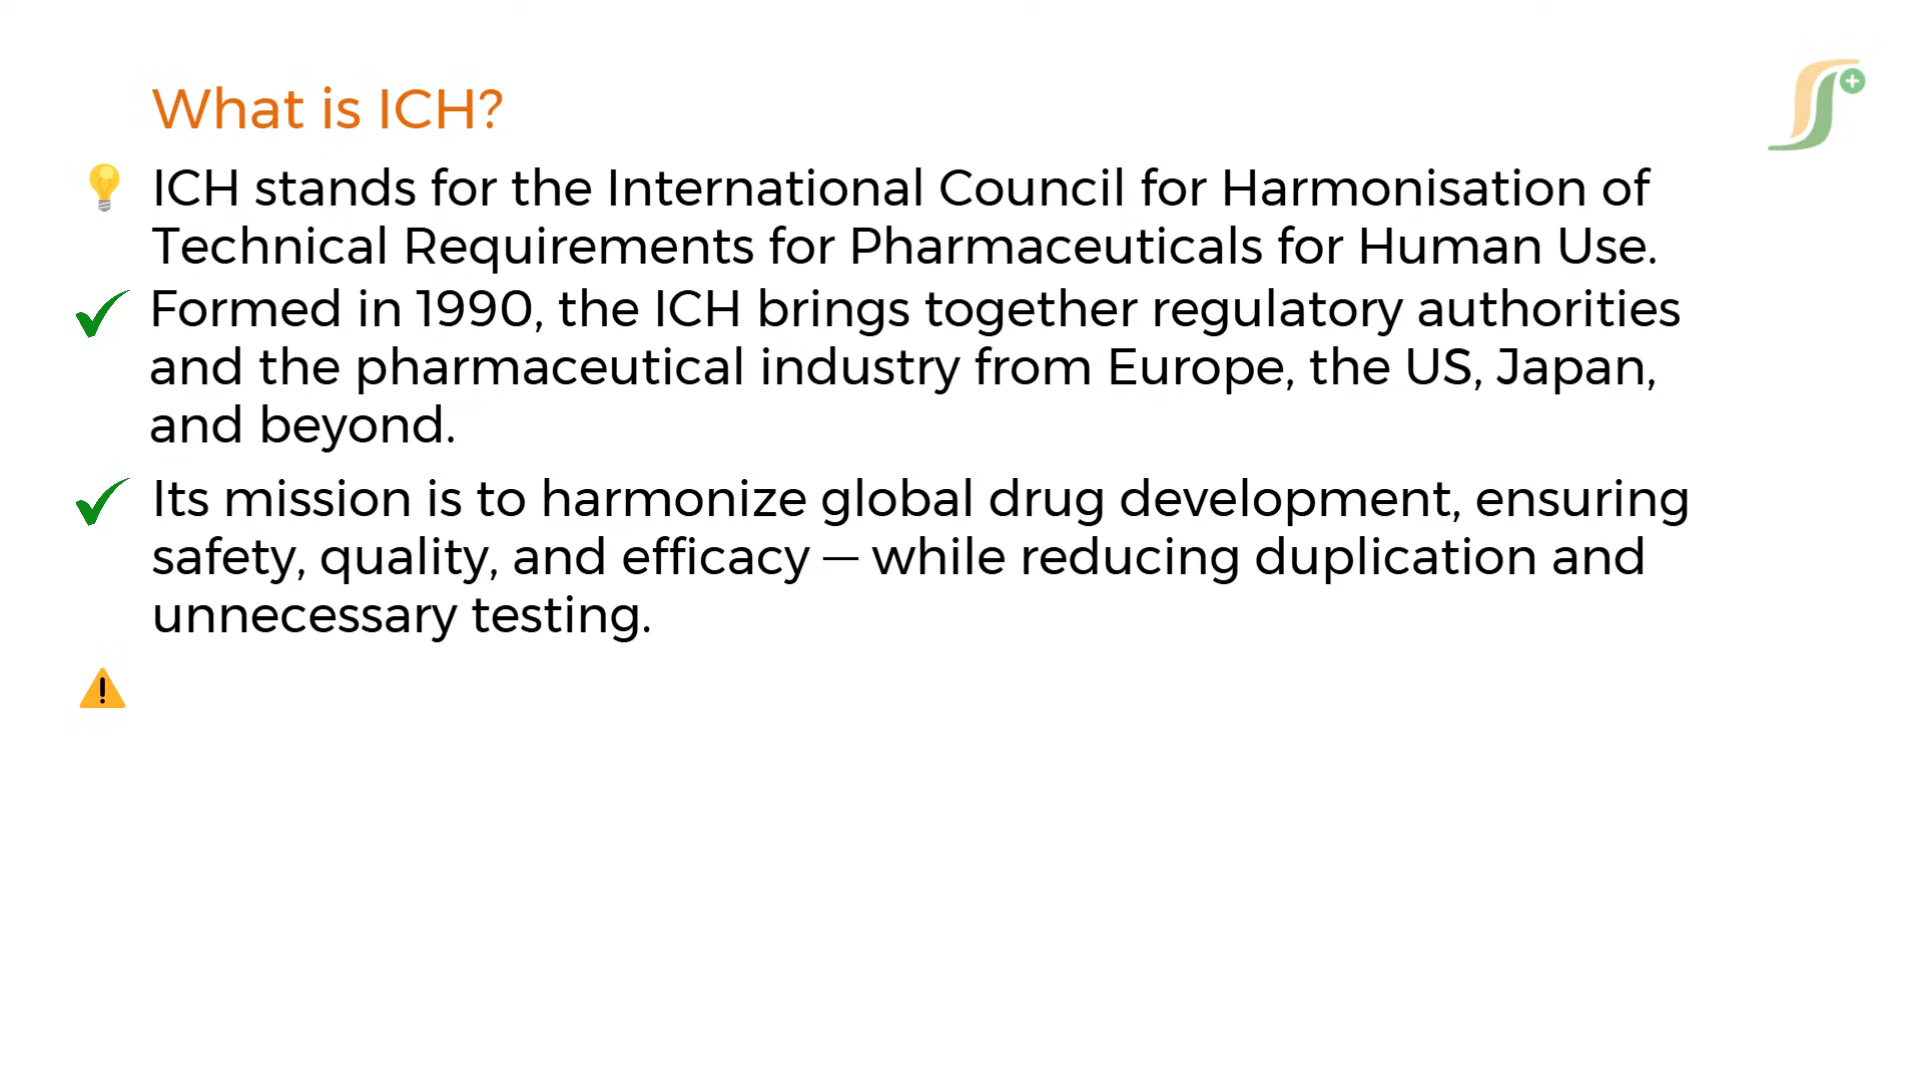 What is ICH?
ICH stands for the International Council for Harmonisation of
Technical Requirements for Pharmaceuticals for Human Use.
Formed in 1990, the ICH brings together regulatory authorities
and the pharmaceutical industry from Europe, the US, Japan,
and beyond.
Its mission is to harmonize global drug development, ensuring
safety, quality, and efficacy — while reducing duplication and
unnecessary testing.